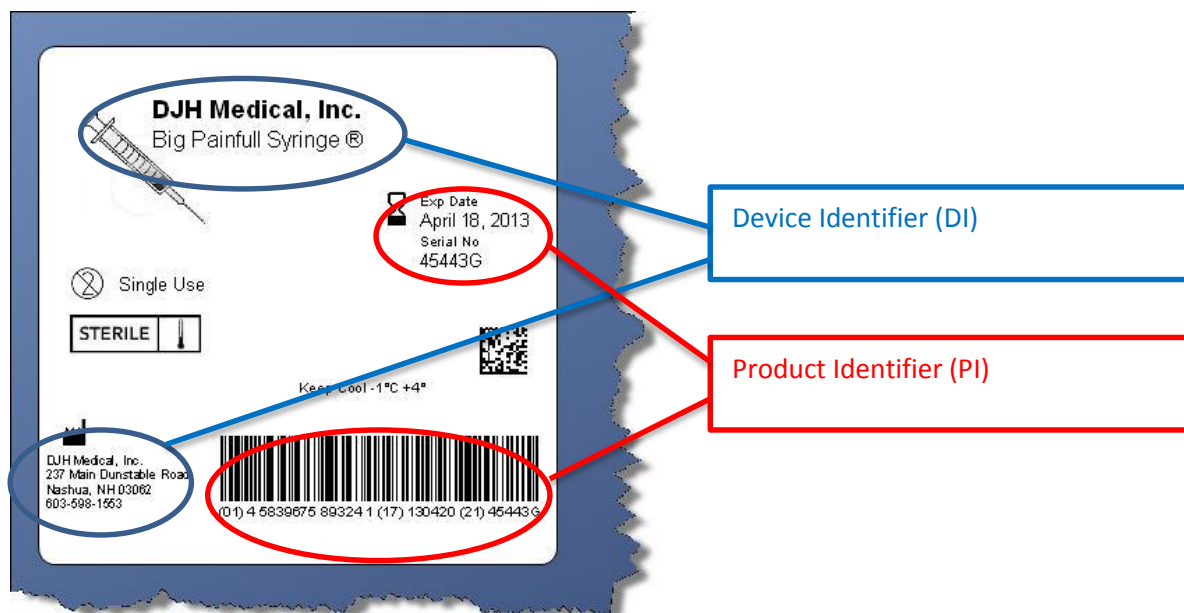 DJH Medical, Inc.
Big Painfull Syringe ®
Exp Date
April 18, 2013
Serial No
45443G
2 Single Use
STERILE
Keep Cool -1°C +4°
DJH Medical, Inc.
237 Main Dunstable Road
Nashua, NH 03062
603-598-1553
(01) 4 5839675 89324 1 (17) 130420 (21) 45443G
Device Identifier (DI)
Product Identifier (PI)